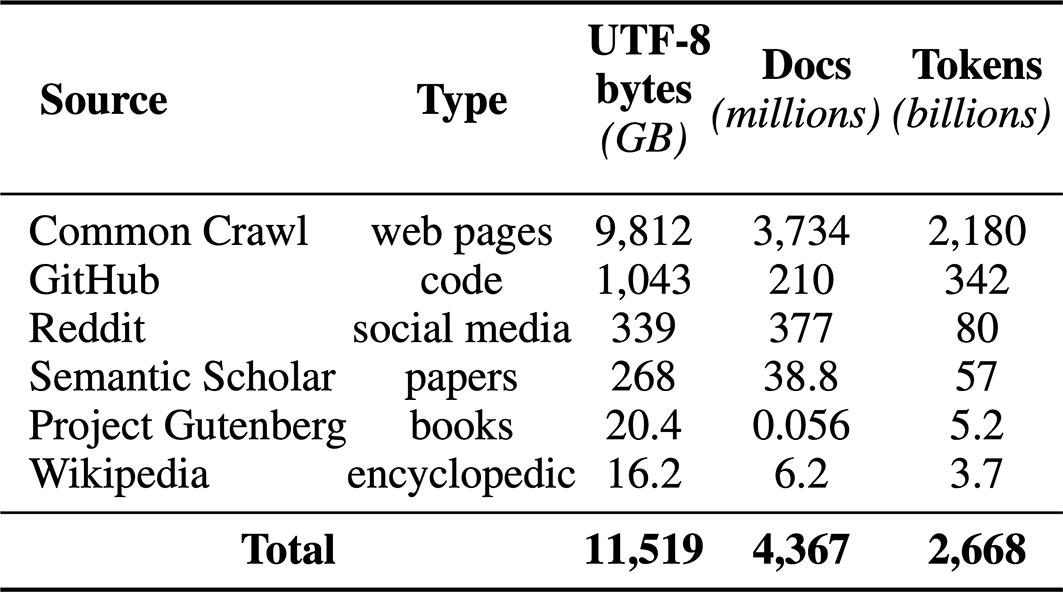 Source Type UTF-8 bytes (GB) Docs (millions) Tokens (billions)
Common Crawl web pages 9,812 3,734 2,180
GitHub code 1,043 210 342
Reddit social media 339 377 80
Semantic Scholar papers 268 38.8 57
Project Gutenberg books 20.4 0.056 5.2
Wikipedia encyclopedic 16.2 6.2 3.7
Total 11,519 4,367 2,668